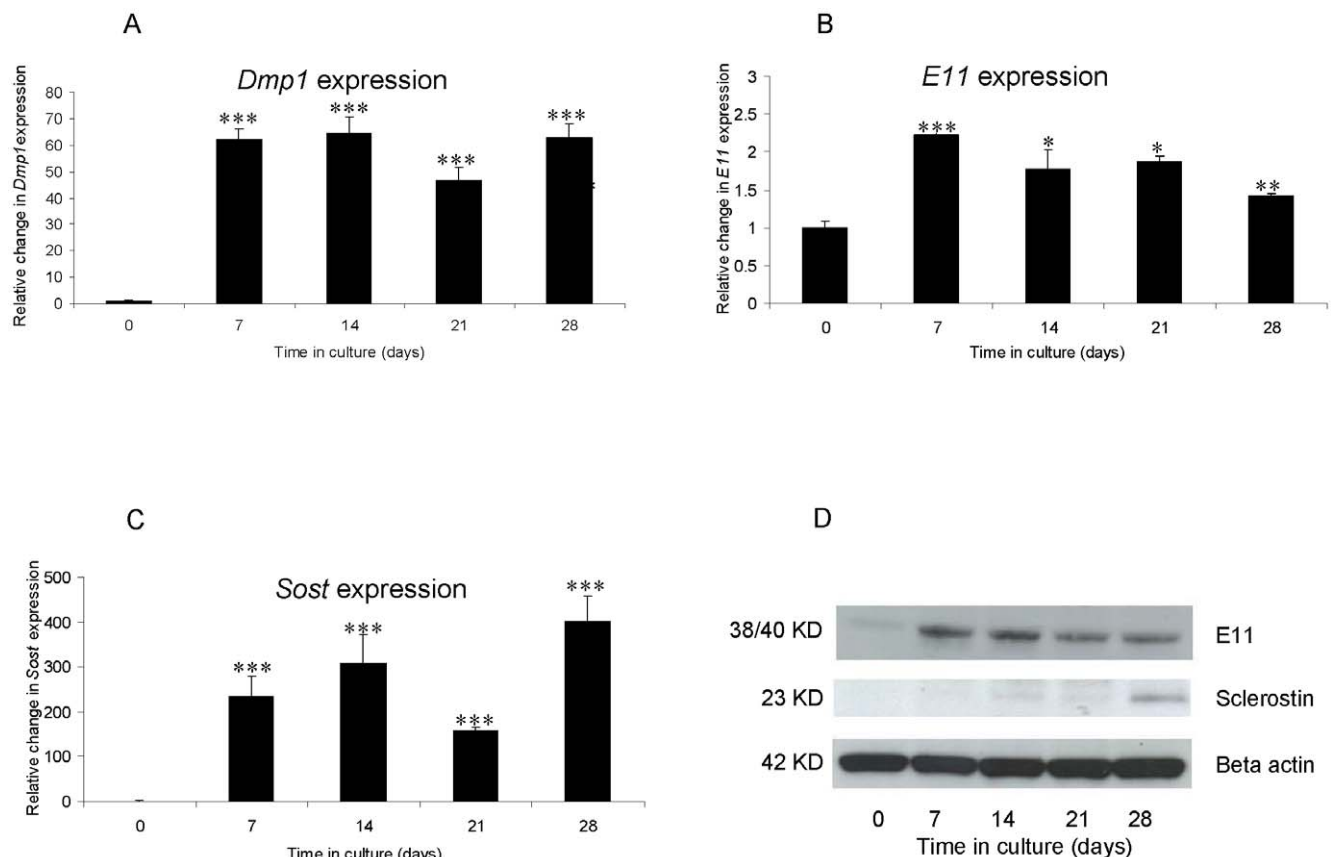 A
Dmp1 expression
Relative change in Dmp1 expression
80
70
60
50
40
30
20
10
0
***
***
***
***
0 7 14 21 28
Time in culture (days)
B
E11 expression
Relative change in E11 expression
3
2.5
2
1.5
1
0.5
0
***
*
*
**
0 7 14 21 28
Time in culture (days)
C
Sost expression
Relative change in Sost expression
500
400
300
200
100
0
***
***
***
***
0 7 14 21 28
Time in culture (days)
D
38/40 KD E11
23 KD Sclerostin
42 KD Beta actin
0 7 14 21 28
Time in culture (days)